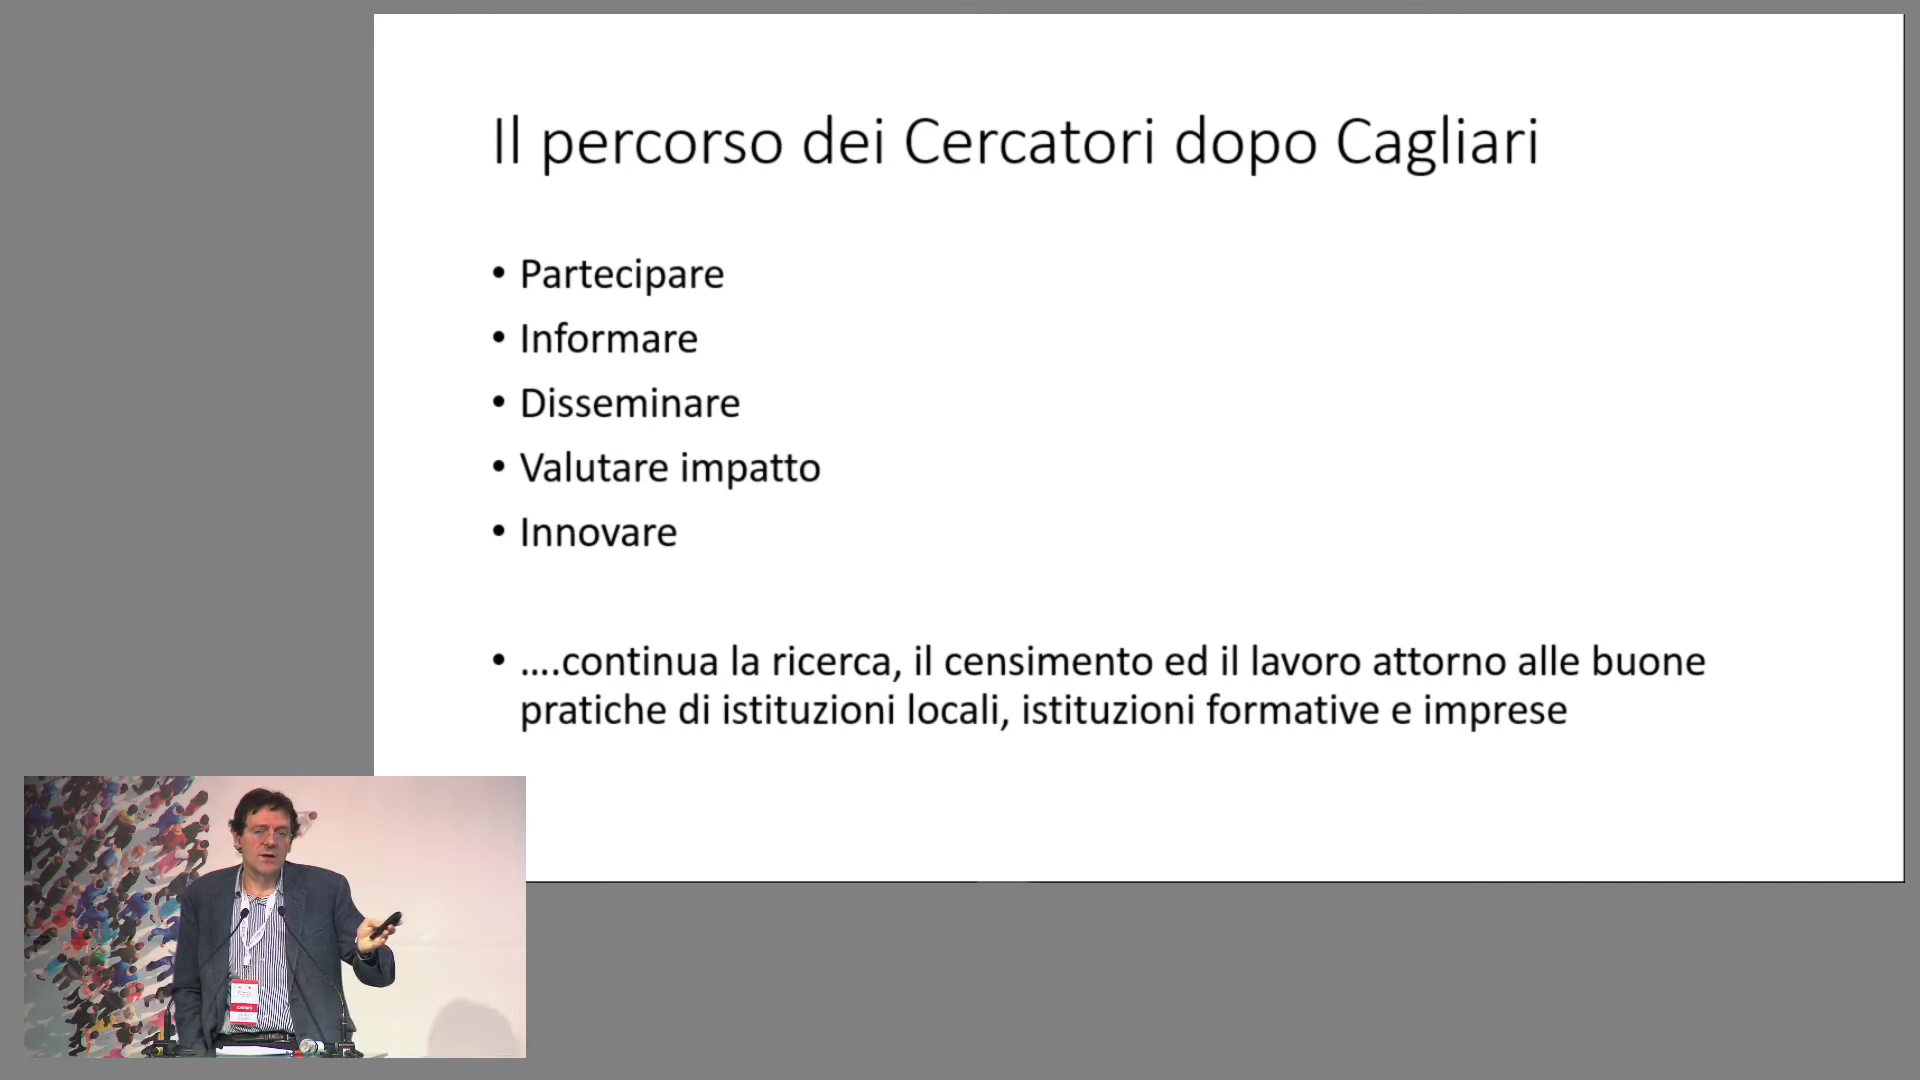 Il percorso dei Cercatori dopo Cagliari
• Partecipare
• Informare
• Disseminare
• Valutare impatto
• Innovare
• ....continua la ricerca, il censimento ed il lavoro attorno alle buone
pratiche di istituzioni locali, istituzioni formative e imprese